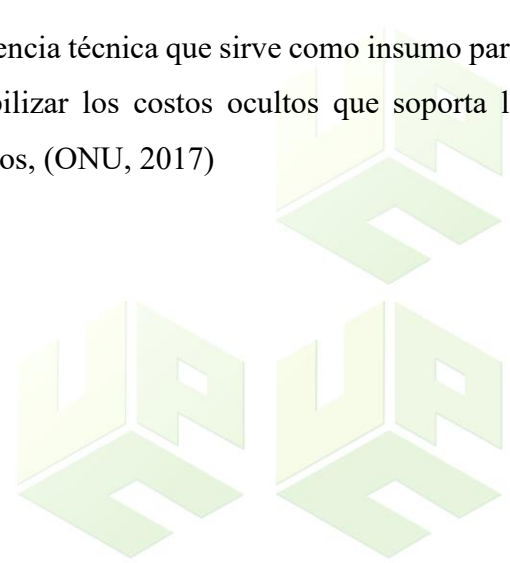 encia técnica que sirve como insumo par
bilizar los costos ocultos que soporta l
os, (ONU, 2017)